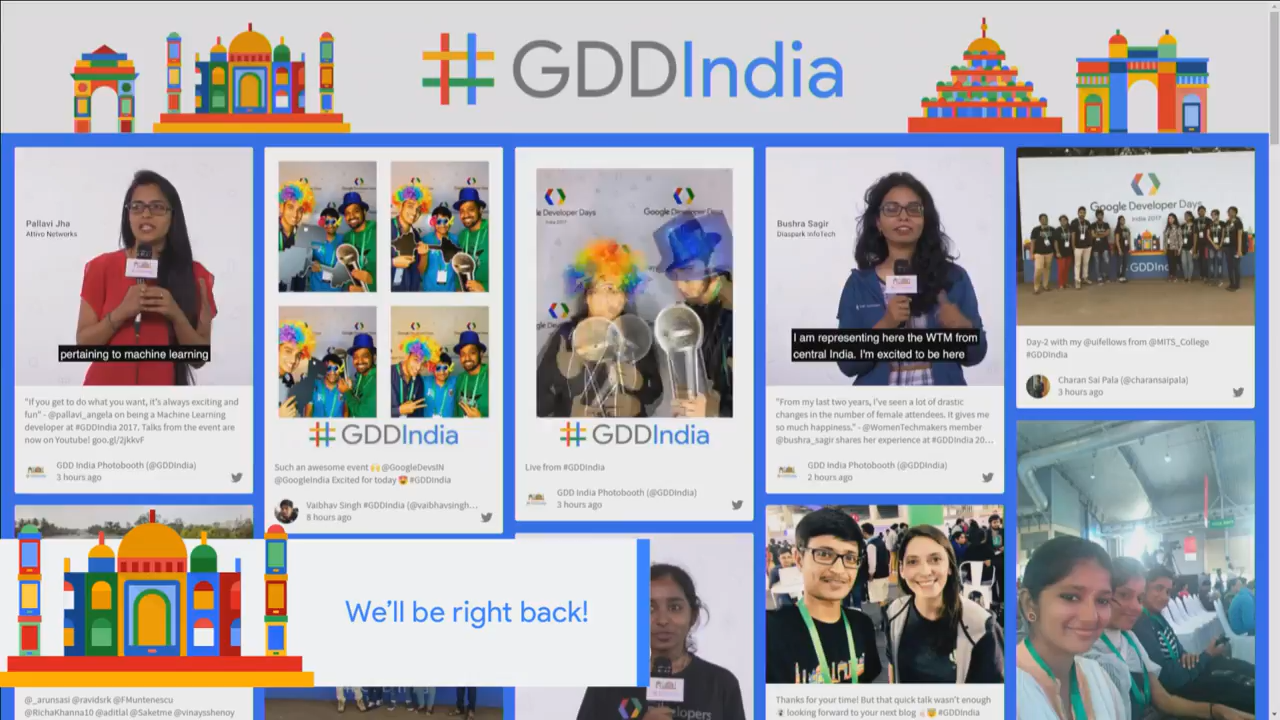 #GDDIndia
Pallavi Jha
Attivo Networks
pertaining to machine learning
"If you get to do what you want, it's always exciting and
fun" - @pallavi_angela on being a Machine Learning
developer at #GDDIndia 2017. Talks from the event are
now on Youtube! goo.gl/2jkkvF
GDD India Photobooth (@GDDIndia)
3 hours ago
#GDDIndia
Such an awesome event 🙌 @GoogleDevsIN
@GoogleIndia Excited for today 😍 #GDDIndia
Vaibhav Singh #GDDIndia (@vaibhavsingh...
8 hours ago
Google Developer Days
India 2017
#GDDIndia
Live from #GDDIndia
GDD India Photobooth (@GDDIndia)
3 hours ago
Bushra Sagir
Diaspark InfoTech
I am representing here the WTM from
central India. I'm excited to be here
"From my last two years, I've seen a lot of drastic
changes in the number of female attendees. It gives me
so much happiness." - @WomenTechmakers member
@bushra_sagir shares her experience at #GDDIndia 20...
GDD India Photobooth (@GDDIndia)
2 hours ago
Google Developer Days
India 2017
#GDDIndia
Day-2 with my @uifellows from @MITS_College
#GDDIndia
Charan Sai Pala (@charansaipala)
3 hours ago
We'll be right back!
@_arunsasi @ravidsrk @FMuntenescu
@RichaKhanna10 @aditlal @Saketme @vinaysshenoy
Thanks for your time! But that quick talk wasn't enough
looking forward to your next blog #GDDIndia